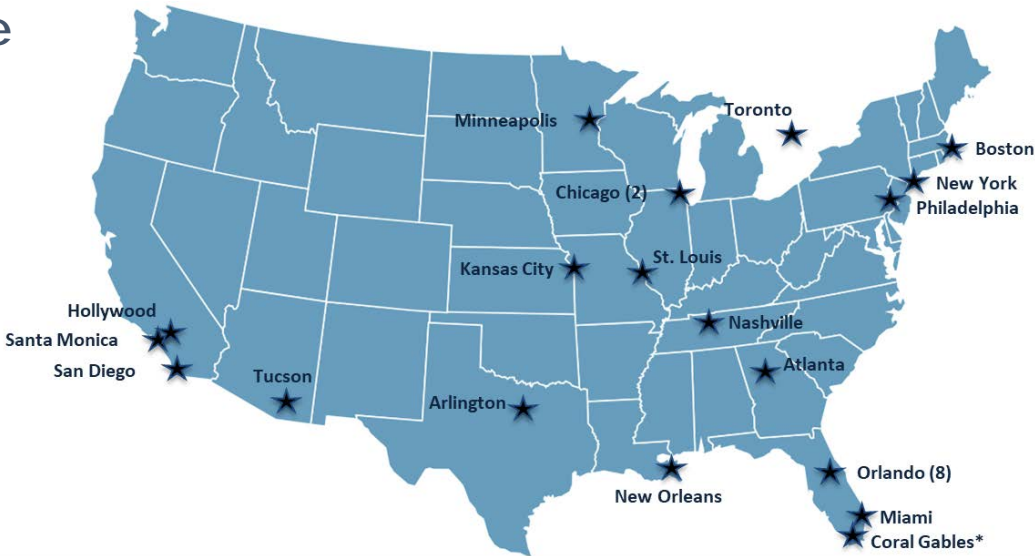 e
Toronto
Minneapolis
Boston
New York
Chicago (2)
Philadelphia
St. Louis
Kansas City
Hollywood
Nashville
Santa Monica
San Diego
Atlanta
Tucson
Arlington
Orlando (8)
New Orleans
Miami
Coral Gables*